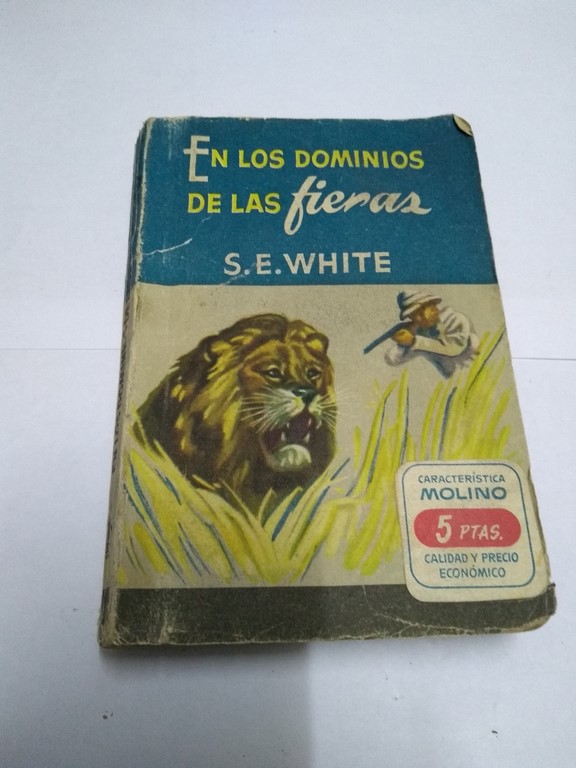 EN LOS DOMINIOS
DE LAS fieras
S.E. WHITE
CARACTERÍSTICA
MOLINO
5 PTAS.
CALIDAD Y PRECIO
ECONÓMICO